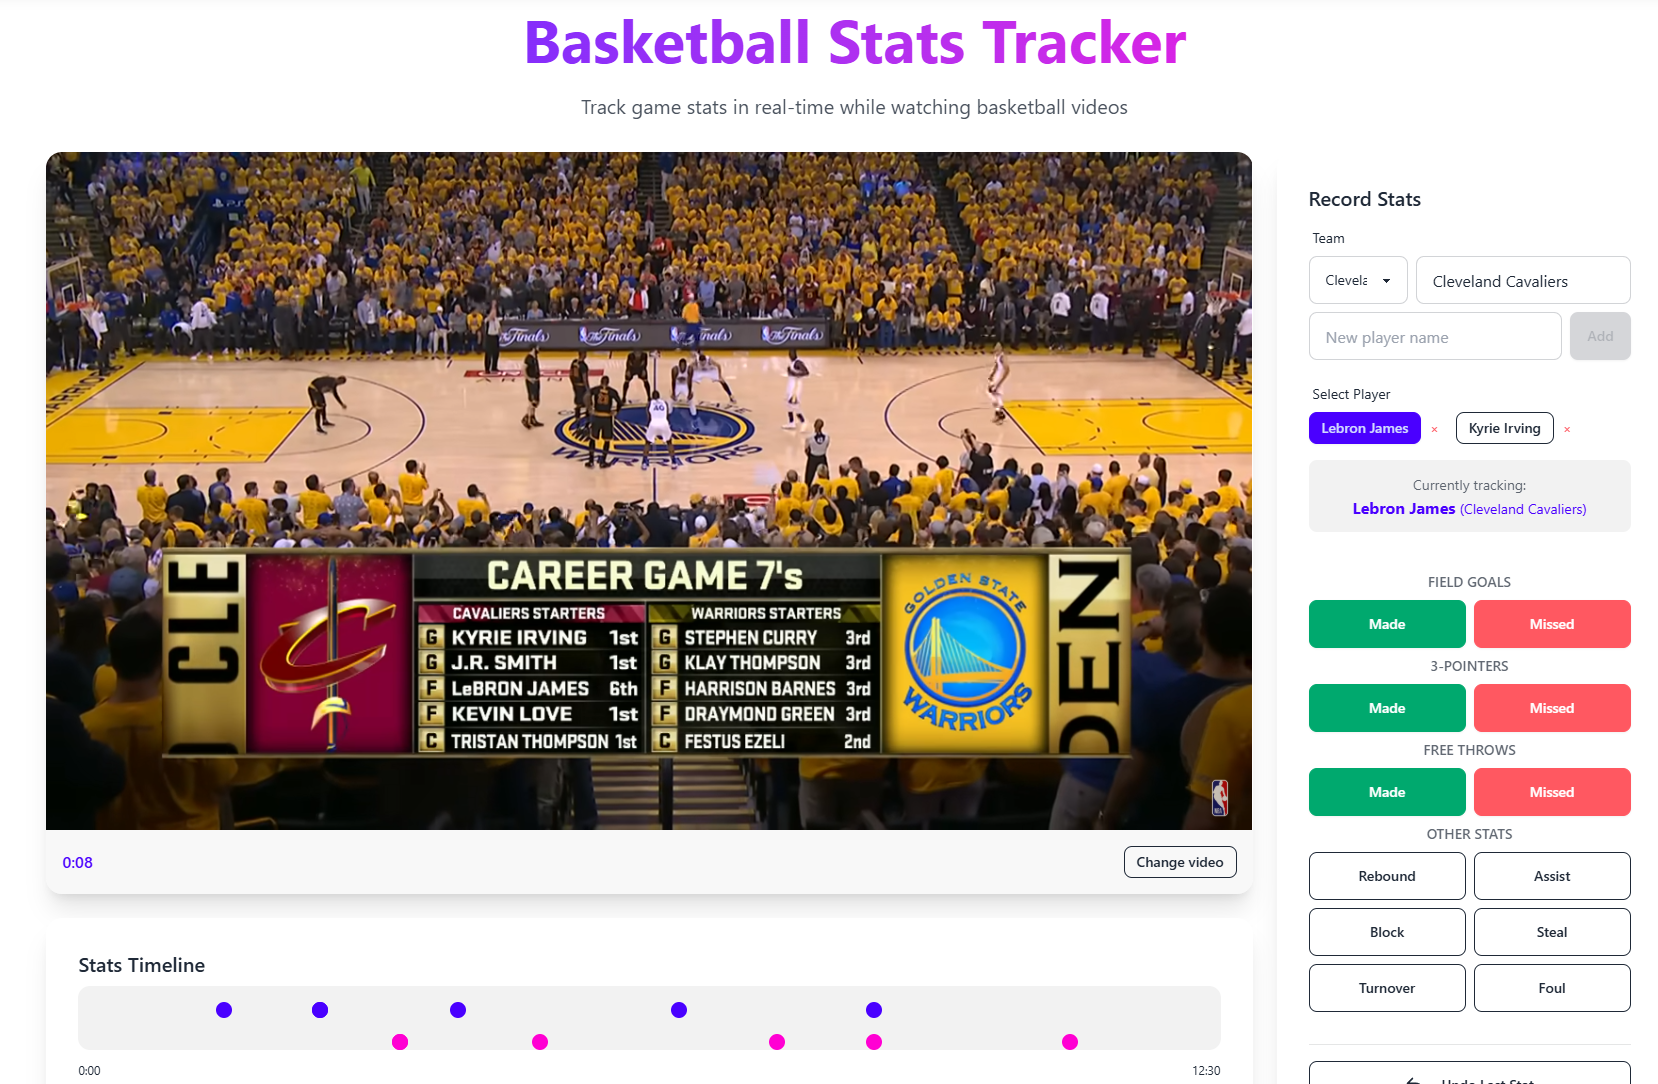 Basketball Stats Tracker
Track game stats in real-time while watching basketball videos
Finals
Finals
Finals
Finals
WARRIORS
CLE
CAREER GAME 7's
CAVALIERS STARTERS
G KYRIE IRVING 1st
G J.R. SMITH 1st
F LeBRON JAMES 6th
F KEVIN LOVE 1st
C TRISTAN THOMPSON 1st
WARRIORS STARTERS
G STEPHEN CURRY 3rd
G KLAY THOMPSON 3rd
F HARRISON BARNES 3rd
F DRAYMOND GREEN 3rd
C FESTUS EZELI 2nd
GOLDEN STATE
WARRIORS
DEN
0:08
Change video
Stats Timeline
0:00
12:30
Record Stats
Team
Clevela
Cleveland Cavaliers
New player name
Add
Select Player
Lebron James ×
Kyrie Irving ×
Currently tracking:
Lebron James (Cleveland Cavaliers)
FIELD GOALS
Made
Missed
3-POINTERS
Made
Missed
FREE THROWS
Made
Missed
OTHER STATS
Rebound
Assist
Block
Steal
Turnover
Foul
Undo Last Stat